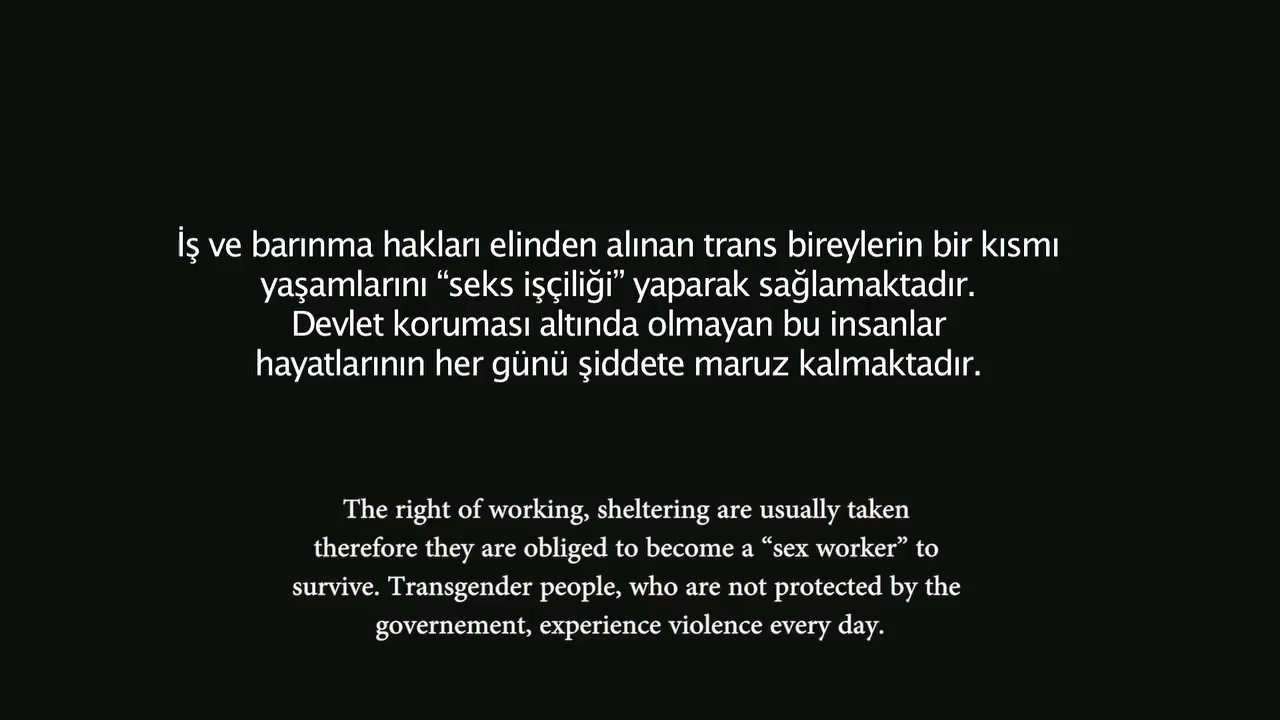 İş ve barınma hakları elinden alınan trans bireylerin bir kısmı
yaşamlarını “seks işçiliği” yaparak sağlamaktadır.
Devlet koruması altında olmayan bu insanlar
hayatlarının her günü şiddete maruz kalmaktadır.
The right of working, sheltering are usually taken
therefore they are obliged to become a “sex worker” to
survive. Transgender people, who are not protected by the
governement, experience violence every day.